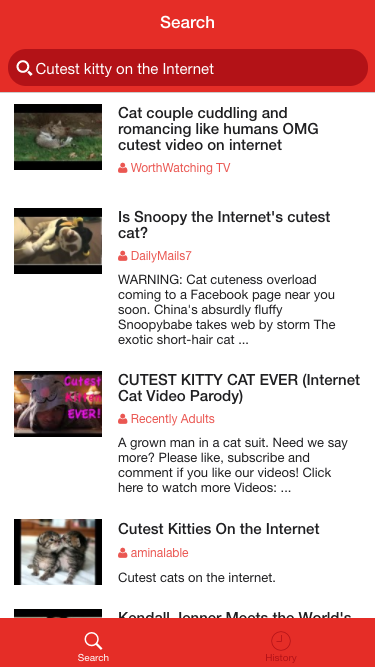 Search
Cutest kitty on the Internet
Cat couple cuddling and
romancing like humans OMG
cutest video on internet
WorthWatching TV
Is Snoopy the Internet's cutest
cat?
DailyMails7
WARNING: Cat cuteness overload
coming to a Facebook page near you
soon. China's absurdly fluffy
Snoopybabe takes web by storm The
exotic short-hair cat ...
Cutest
Kitten
EVER!
CUTEST KITTY CAT EVER (Internet
Cat Video Parody)
Recently Adults
A grown man in a cat suit. Need we say
more? Please like, subscribe and
comment if you like our videos! Click
here to watch more Videos: ...
Cutest Kitties On the Internet
aminalable
Cutest cats on the internet.
Kendall Jenner Meets the World's
Search
History